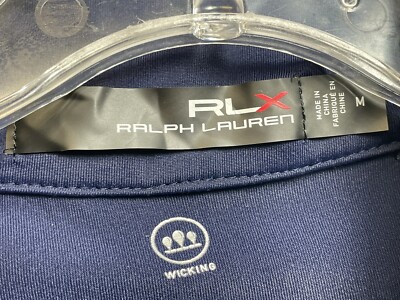 RLX
RALPH LAUREN
MADE IN
CHINA
FABRIQUÉ EN
CHINE
M
WICKING